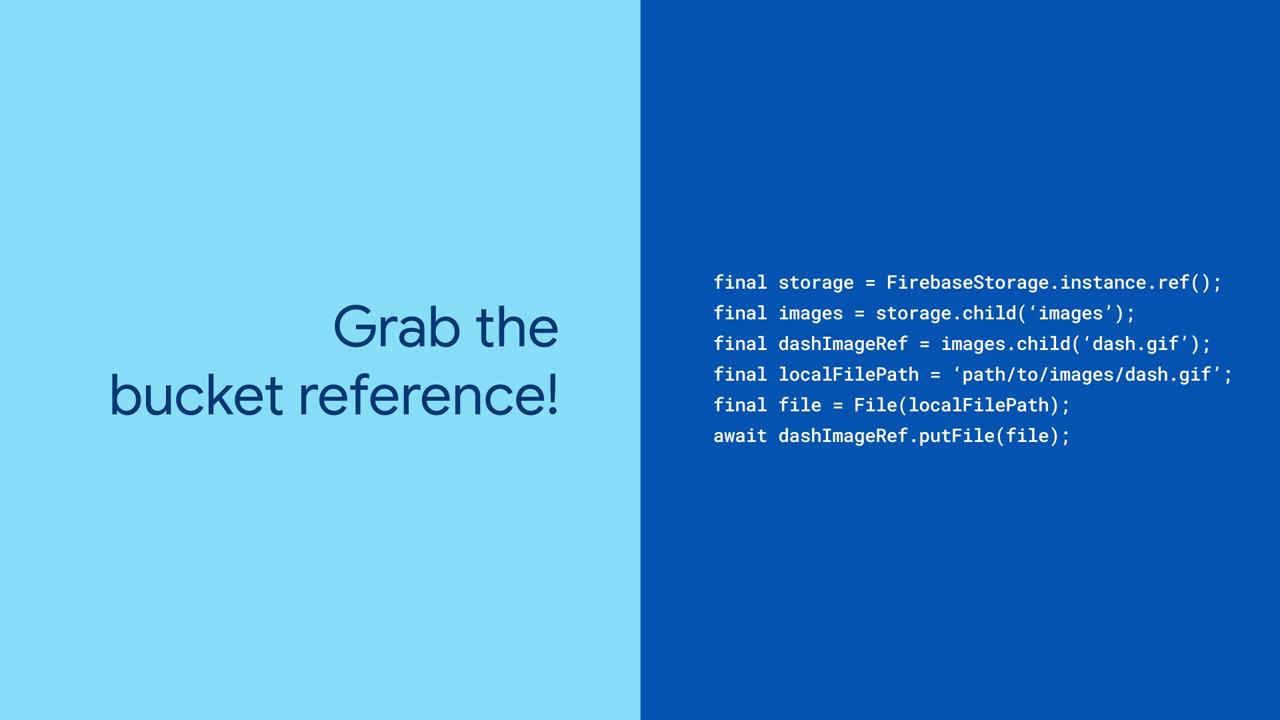 Grab the
bucket reference!
final storage = FirebaseStorage.instance.ref();
final images = storage.child(‘images’);
final dashImageRef = images.child(‘dash.gif’);
final localFilePath = ‘path/to/images/dash.gif’;
final file = File(localFilePath);
await dashImageRef.putFile(file);